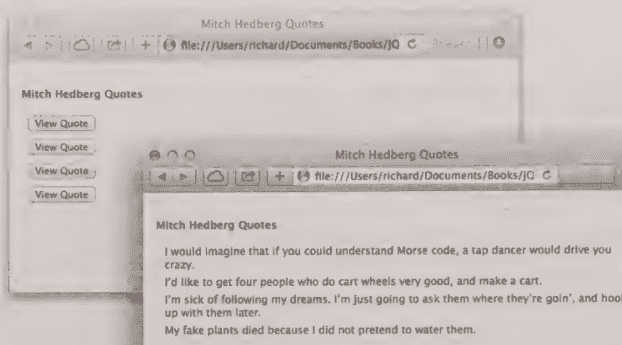 Mitch Hedberg Quotes
file:///Users/richard/Documents/Books/jQ
Reader
Mitch Hedberg Quotes
View Quote
View Quote
View Quote
View Quote
Mitch Hedberg Quotes
file:///Users/richard/Documents/Books/jQ
Mitch Hedberg Quotes
I would imagine that if you could understand Morse code, a tap dancer would drive you
crazy.
I'd like to get four people who do cart wheels very good, and make a cart.
I'm sick of following my dreams. I'm just going to ask them where they're goin', and hook
up with them later.
My fake plants died because I did not pretend to water them.